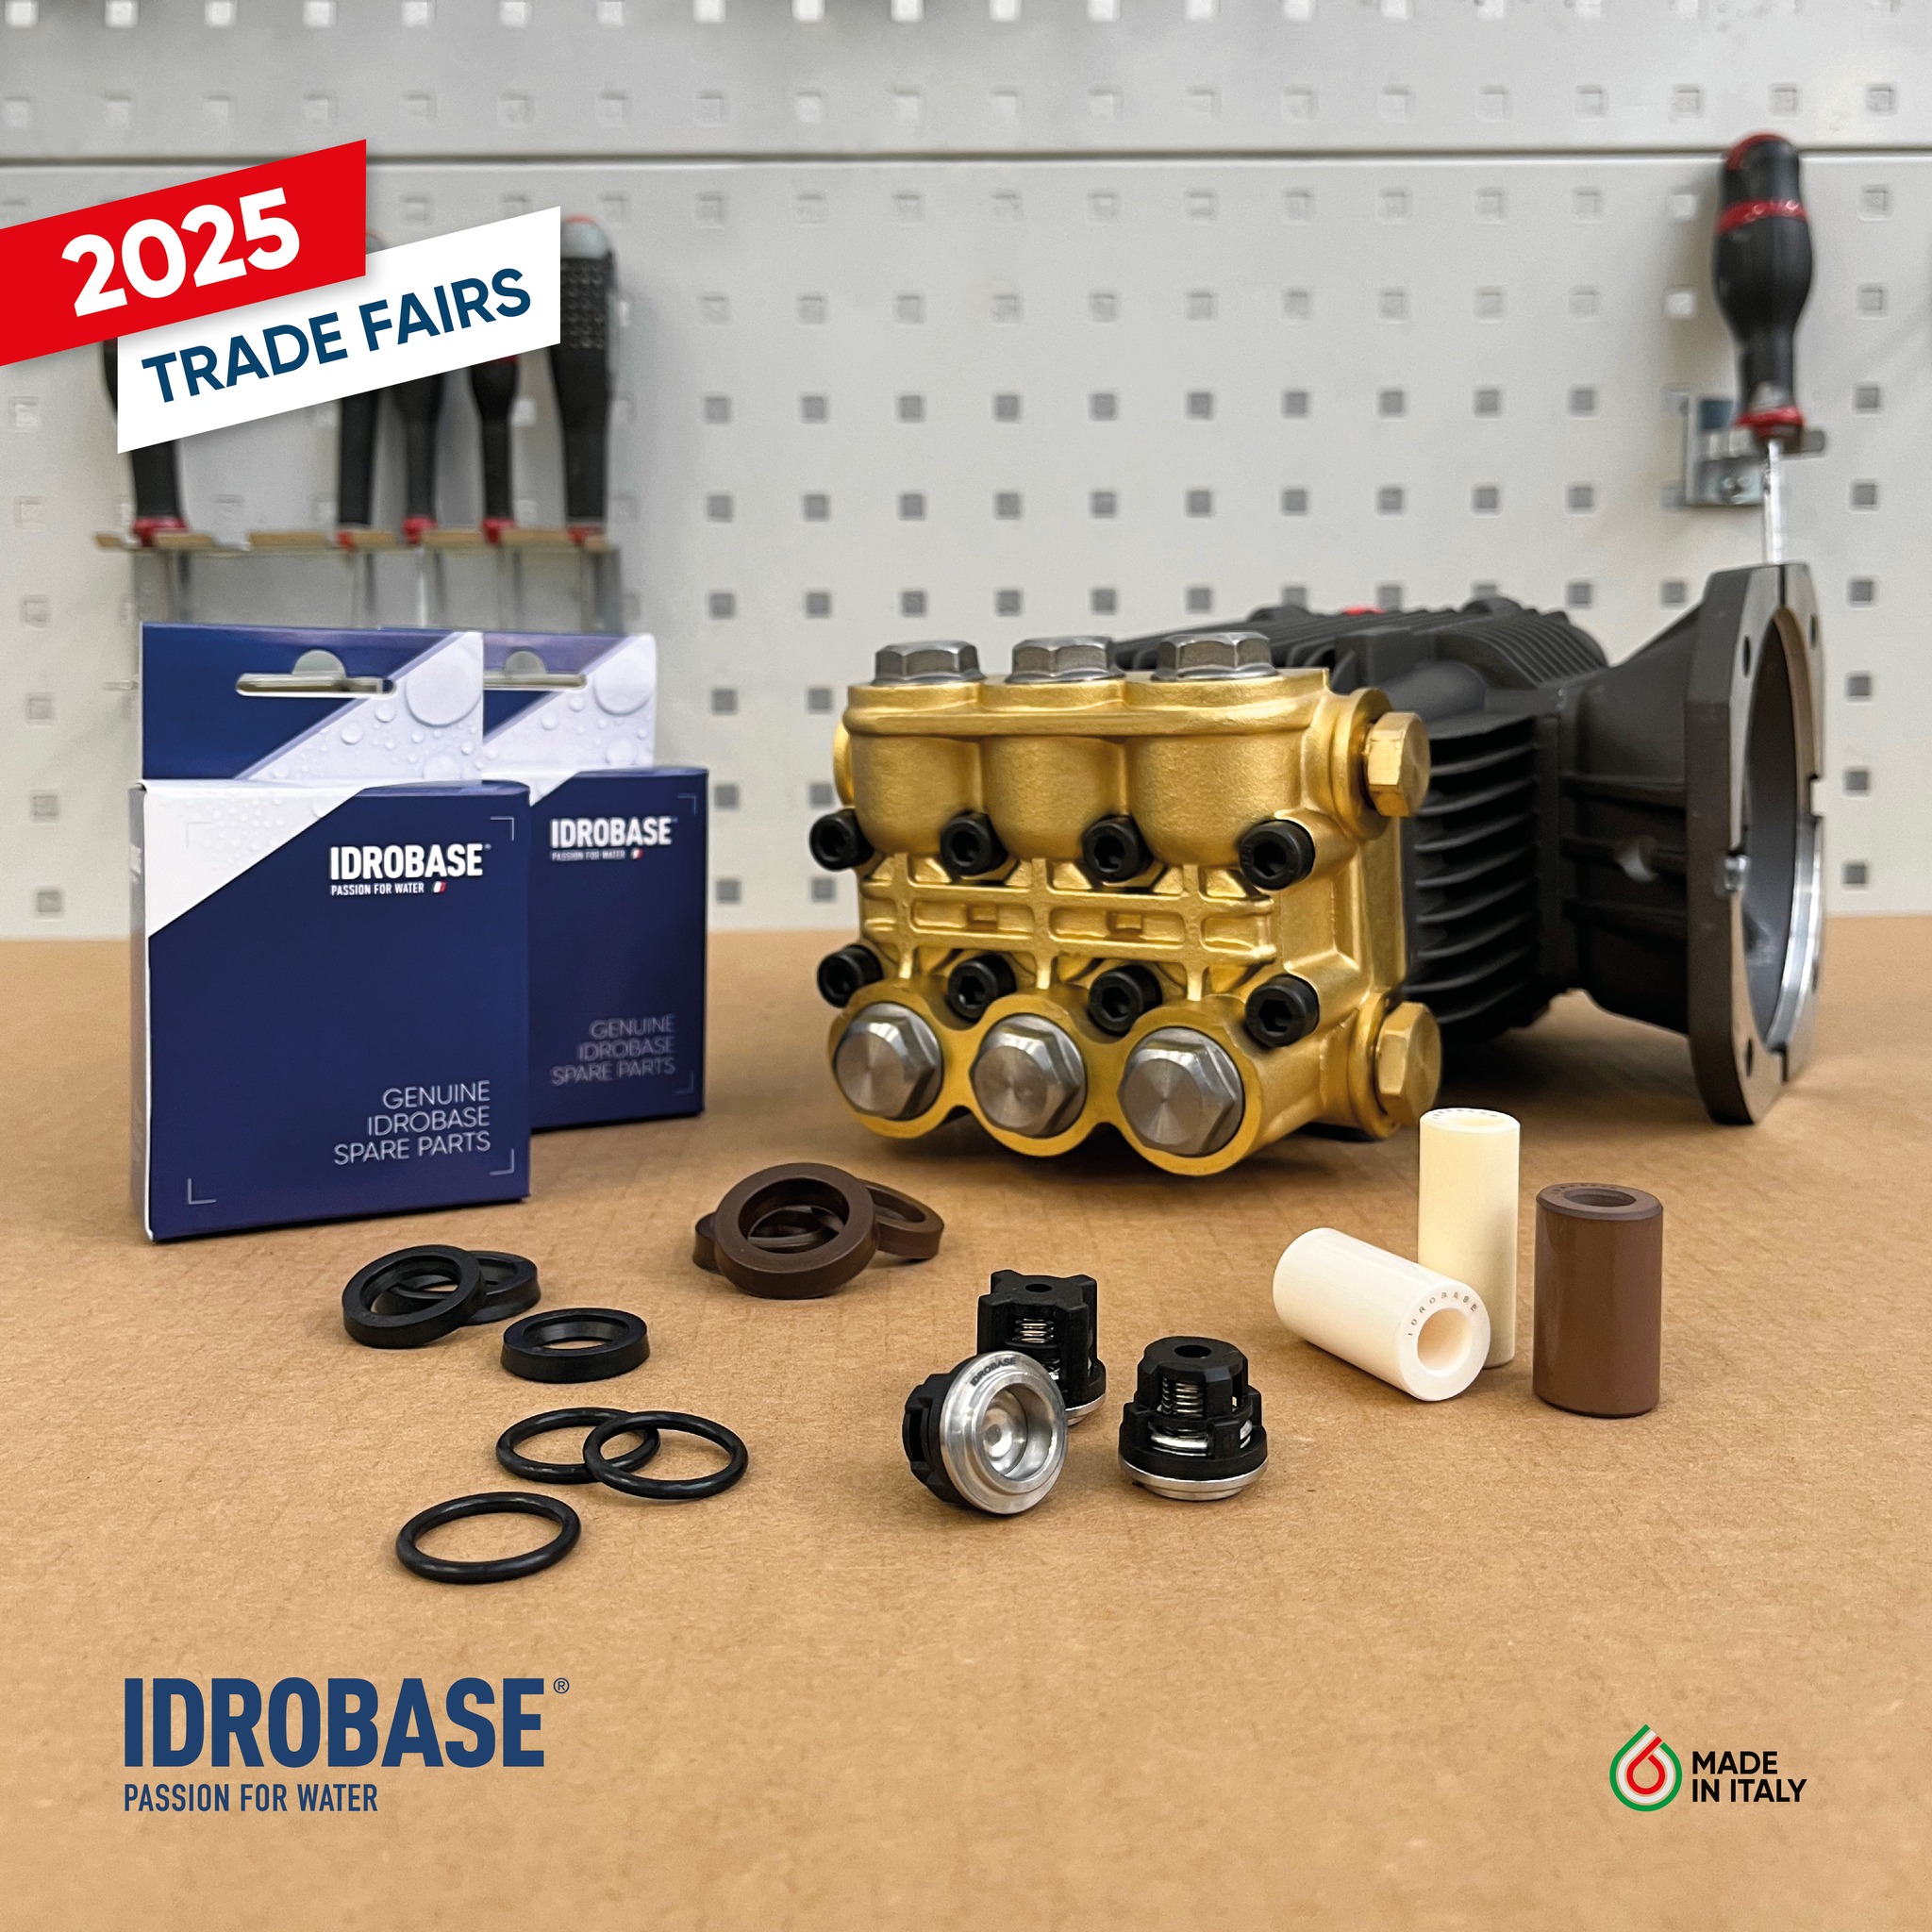 2025
TRADE FAIRS
IDROBASE
PASSION FOR WATER
GENUINE
IDROBASE
SPARE PARTS
IDROBASE
PASSION FOR WATER
GENUINE
IDROBASE
SPARE PARTS
IDROBASE
IDROBASE
IDROBASE®
PASSION FOR WATER
MADE
IN ITALY